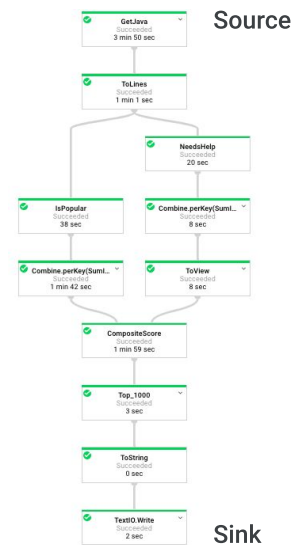 GetJava
Succeeded
3 min 50 sec
Source
ToLines
Succeeded
1 min 1 sec
NeedsHelp
Succeeded
20 sec
IsPopular
Succeeded
38 sec
Combine.perKey(SumI...
Succeeded
8 sec
Combine.perKey(SumI...
Succeeded
1 min 42 sec
ToView
Succeeded
8 sec
CompositeScore
Succeeded
1 min 59 sec
Top_1000
Succeeded
3 sec
ToString
Succeeded
0 sec
TextIO.Write
Succeeded
2 sec
Sink